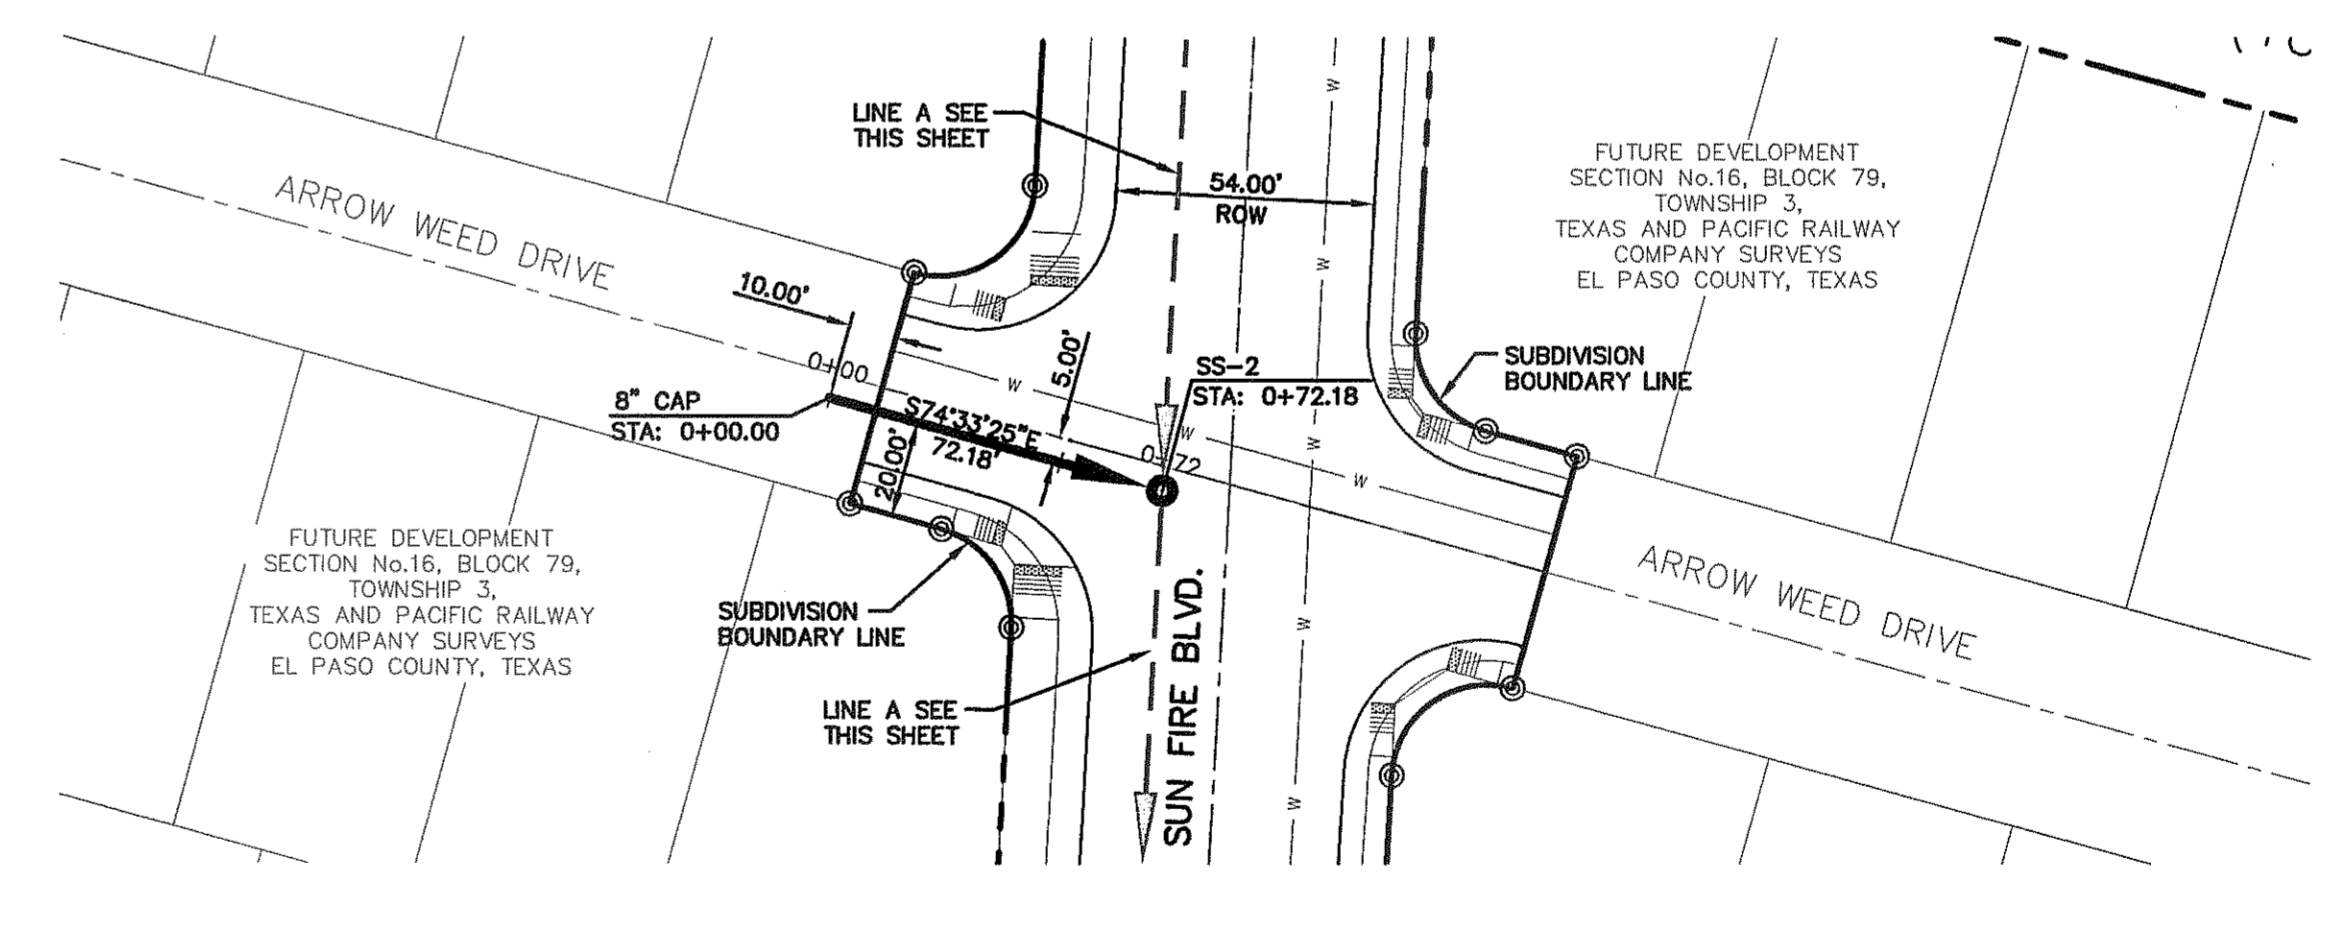 LINE A SEE
THIS SHEET
54.00'
ROW
FUTURE DEVELOPMENT
SECTION No.16, BLOCK 79,
TOWNSHIP 3,
TEXAS AND PACIFIC RAILWAY
COMPANY SURVEYS
EL PASO COUNTY, TEXAS
ARROW WEED DRIVE
10.00'
0+00
5.00'
8" CAP
STA: 0+00.00
S74°33'25"E
72.18'
20.00'
SS-2
STA: 0+72.18
0+72
SUBDIVISION
BOUNDARY LINE
W
W
W
W
W
W
W
W
FUTURE DEVELOPMENT
SECTION No.16, BLOCK 79,
TOWNSHIP 3,
TEXAS AND PACIFIC RAILWAY
COMPANY SURVEYS
EL PASO COUNTY, TEXAS
SUBDIVISION
BOUNDARY LINE
LINE A SEE
THIS SHEET
SUN FIRE BLVD.
ARROW WEED DRIVE